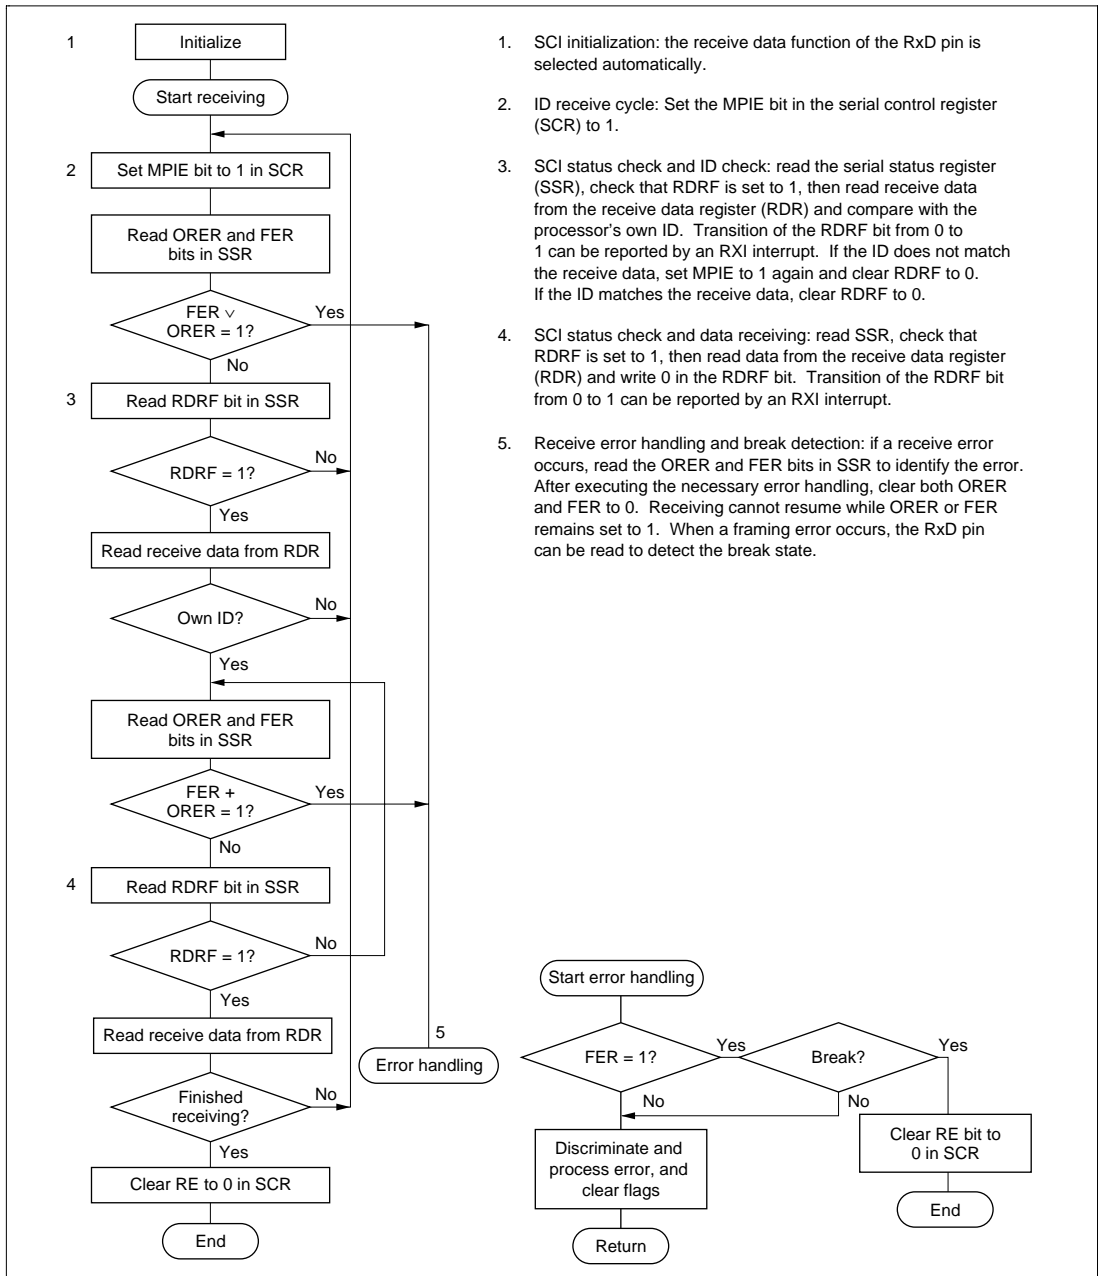 1
Initialize
Start receiving
2
Set MPIE bit to 1 in SCR
Read ORER and FER
bits in SSR
FER ∨
ORER = 1?
Yes
No
3
Read RDRF bit in SSR
RDRF = 1?
No
Yes
Read receive data from RDR
Own ID?
No
Yes
Read ORER and FER
bits in SSR
FER +
ORER = 1?
Yes
No
4
Read RDRF bit in SSR
RDRF = 1?
No
Yes
Read receive data from RDR
5
Error handling
Finished
receiving?
No
Yes
Clear RE to 0 in SCR
End
1. SCI initialization: the receive data function of the RxD pin is
selected automatically.
2. ID receive cycle: Set the MPIE bit in the serial control register
(SCR) to 1.
3. SCI status check and ID check: read the serial status register
(SSR), check that RDRF is set to 1, then read receive data
from the receive data register (RDR) and compare with the
processor's own ID. Transition of the RDRF bit from 0 to
1 can be reported by an RXI interrupt. If the ID does not match
the receive data, set MPIE to 1 again and clear RDRF to 0.
If the ID matches the receive data, clear RDRF to 0.
4. SCI status check and data receiving: read SSR, check that
RDRF is set to 1, then read data from the receive data register
(RDR) and write 0 in the RDRF bit. Transition of the RDRF bit
from 0 to 1 can be reported by an RXI interrupt.
5. Receive error handling and break detection: if a receive error
occurs, read the ORER and FER bits in SSR to identify the error.
After executing the necessary error handling, clear both ORER
and FER to 0. Receiving cannot resume while ORER or FER
remains set to 1. When a framing error occurs, the RxD pin
can be read to detect the break state.
Start error handling
FER = 1?
Yes
Break?
Yes
No
No
Discriminate and
process error, and
clear flags
Return
Clear RE bit to
0 in SCR
End